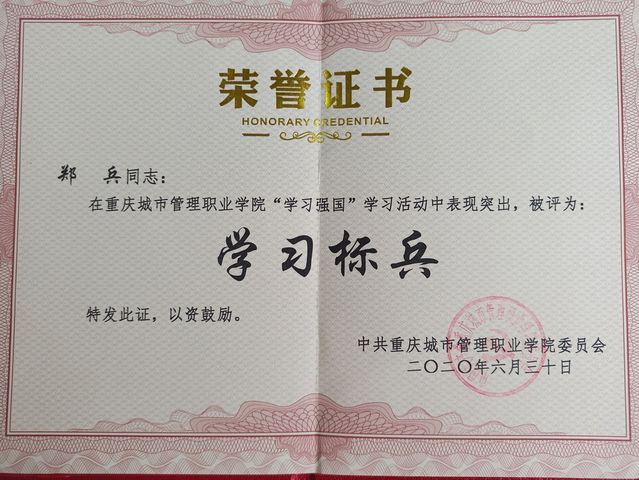 荣誉证书
HONORARY CREDENTIAL
郑 兵同志：
在重庆城市管理职业学院“学习强国”学习活动中表现突出，被评为：
学习标兵
特发此证，以资鼓励。
中共重庆城市管理职业学院委员会
二〇二〇年六月三十日